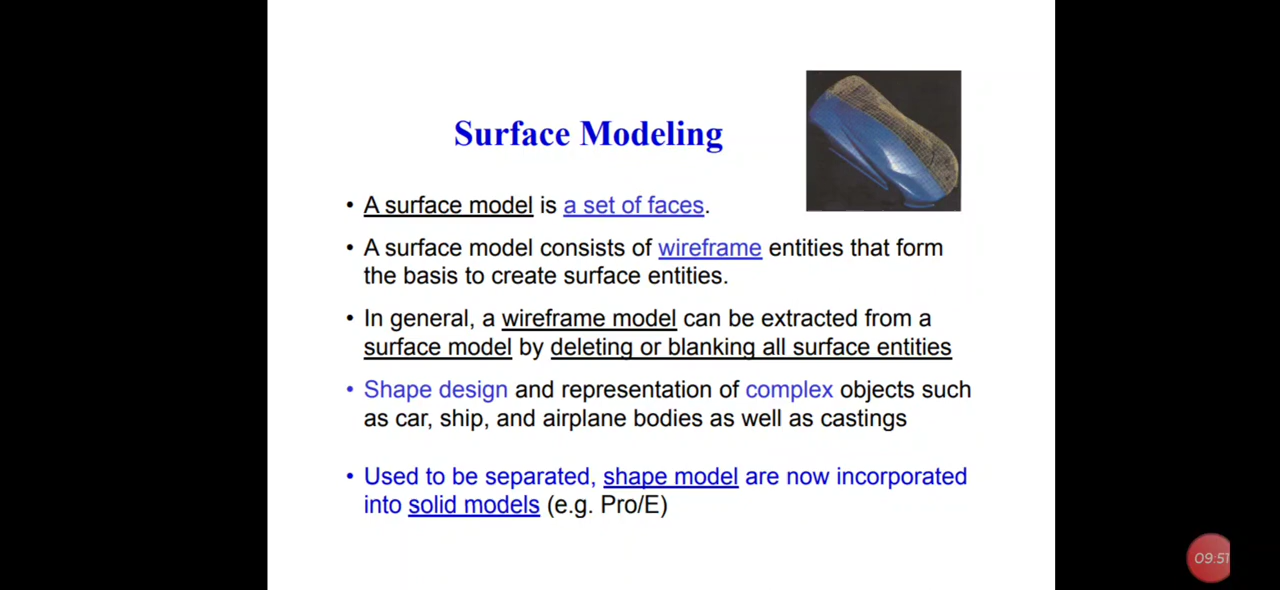 Surface Modeling
• A surface model is a set of faces.
• A surface model consists of wireframe entities that form
the basis to create surface entities.
• In general, a wireframe model can be extracted from a
surface model by deleting or blanking all surface entities
• Shape design and representation of complex objects such
as car, ship, and airplane bodies as well as castings
• Used to be separated, shape model are now incorporated
into solid models (e.g. Pro/E)
09:51